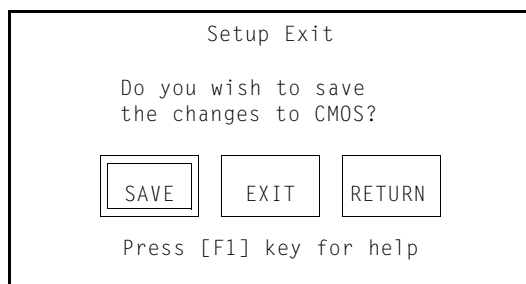 Setup Exit
Do you wish to save
the changes to CMOS?
SAVE EXIT RETURN
Press [F1] key for help